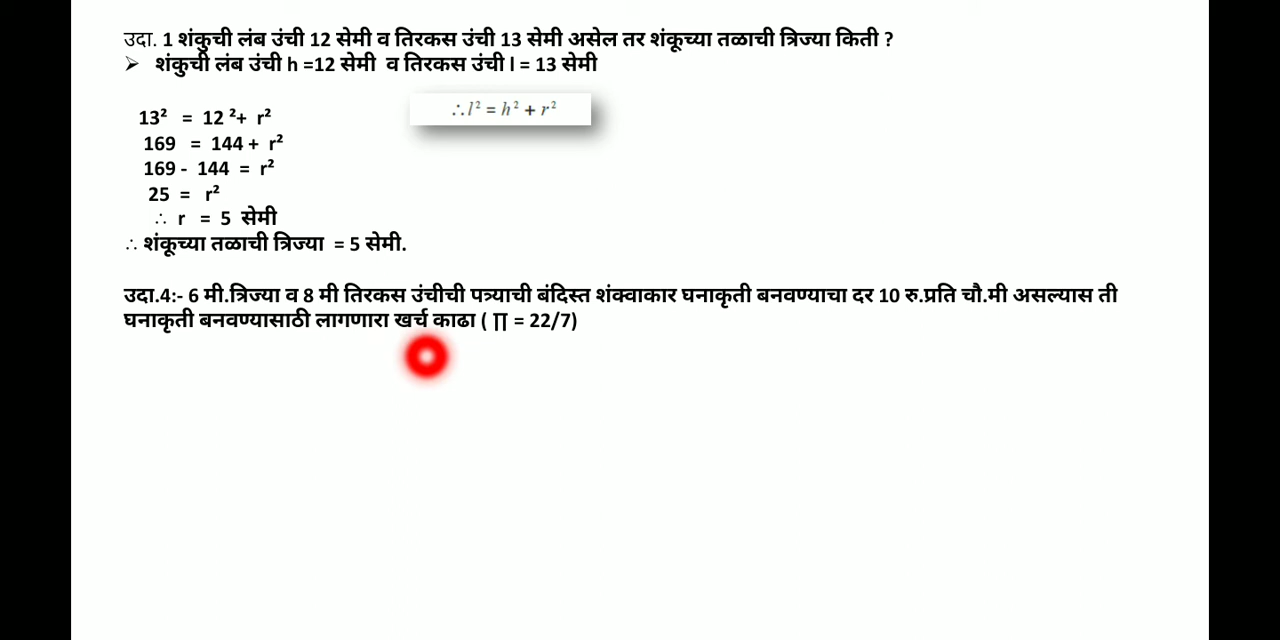 उदा. 1 शंकुची लंब उंची 12 सेमी व तिरकस उंची 13 सेमी असेल तर शंकूच्या तळाची त्रिज्या किती ?
➢ शंकुची लंब उंची h =12 सेमी व तिरकस उंची l = 13 सेमी
∴l² = h² + r²
13² = 12 ²+ r²
169 = 144 + r²
169 - 144 = r²
25 = r²
∴ r = 5 सेमी
∴ शंकूच्या तळाची त्रिज्या = 5 सेमी.
उदा.4:- 6 मी.त्रिज्या व 8 मी तिरकस उंचीची पत्र्याची बंदिस्त शंक्वाकार घनाकृती बनवण्याचा दर 10 रु.प्रति चौ.मी असल्यास ती
घनाकृती बनवण्यासाठी लागणारा खर्च काढा ( ∏ = 22/7)